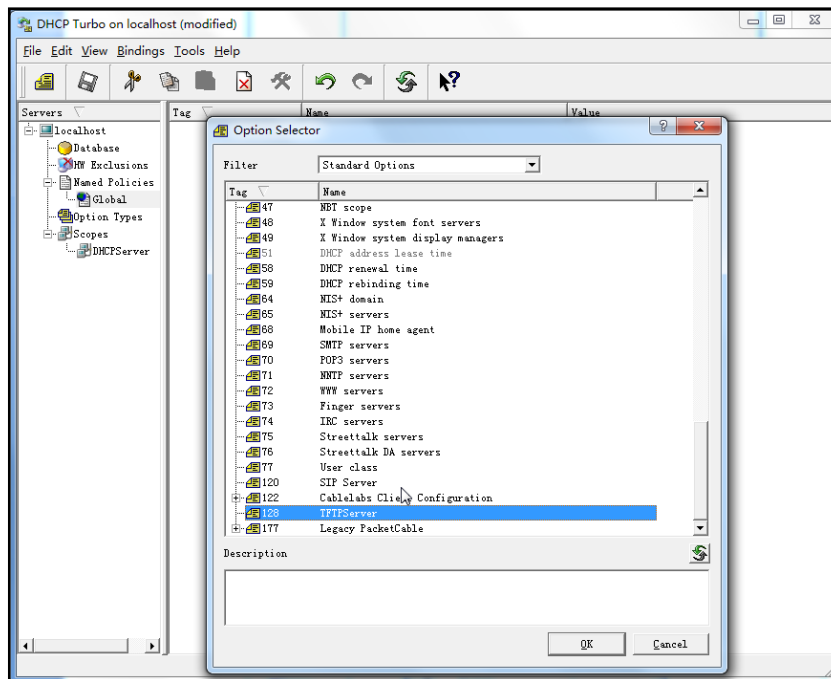 DHCP Turbo on localhost (modified)
File Edit View Bindings Tools Help
Servers Tag Name Value
localhost
Database
HW Exclusions
Named Policies
Global
Option Types
Scopes
DHCPServer
Option Selector
Filter Standard Options
Tag Name
47 NBT scope
48 X Window system font servers
49 X Window system display managers
51 DHCP address lease time
58 DHCP renewal time
59 DHCP rebinding time
64 NIS+ domain
65 NIS+ servers
68 Mobile IP home agent
69 SMTP servers
70 POP3 servers
71 NNTP servers
72 WWW servers
73 Finger servers
74 IRC servers
75 Streettalk servers
76 Streettalk DA servers
77 User class
120 SIP Server
122 Cablelabs Client Configuration
128 TFTPServer
177 Legacy PacketCable
Description
OK Cancel